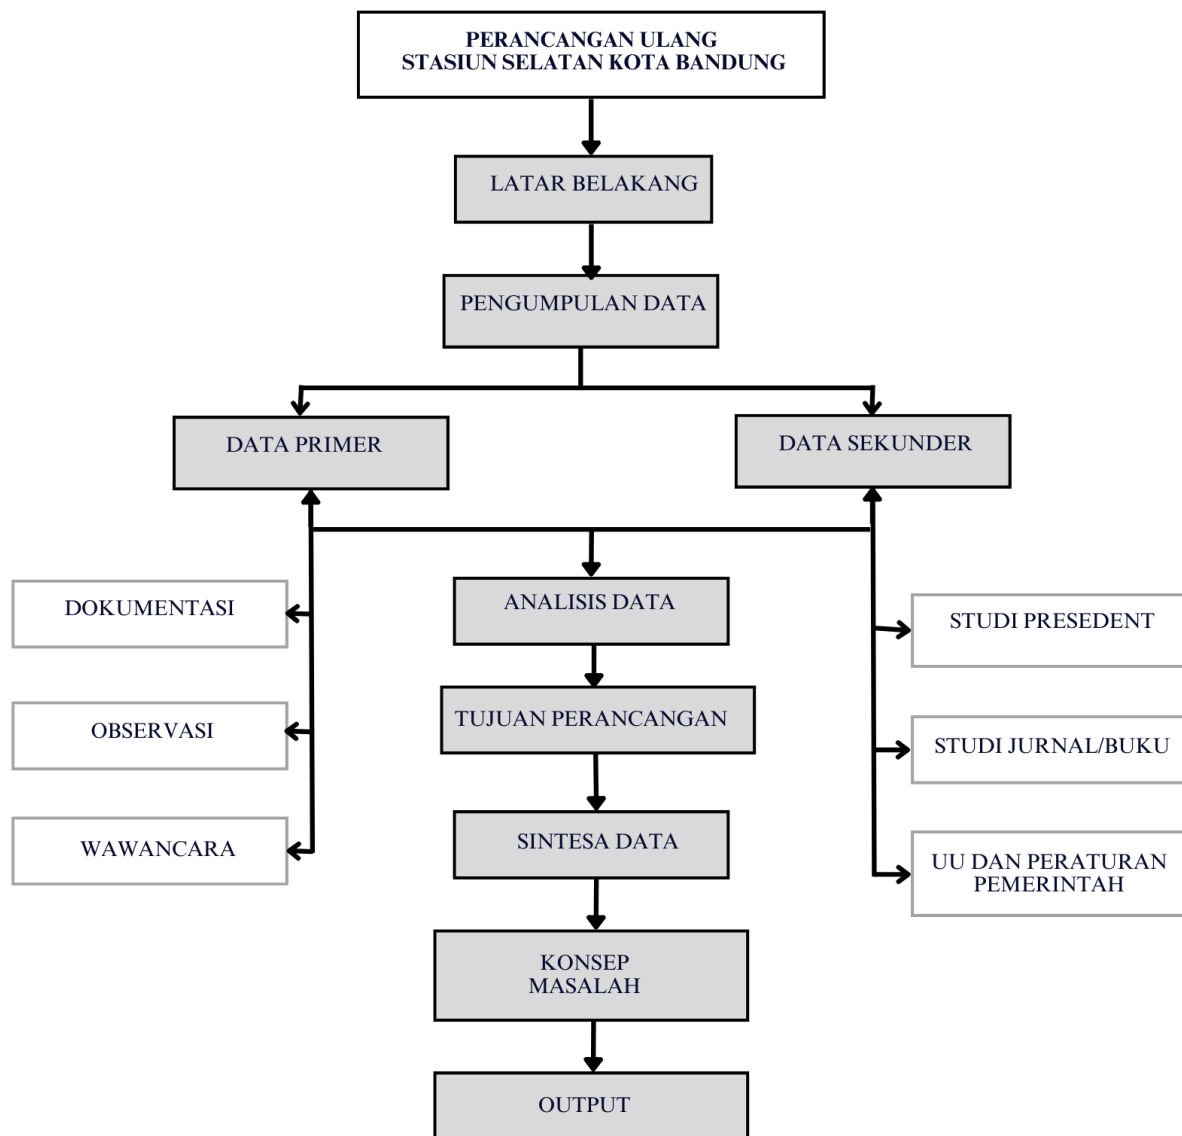 PERANCANGAN ULANG
STASIUN SELATAN KOTA BANDUNG
LATAR BELAKANG
PENGUMPULAN DATA
DATA PRIMER
DATA SEKUNDER
DOKUMENTASI
OBSERVASI
WAWANCARA
ANALISIS DATA
TUJUAN PERANCANGAN
SINTESA DATA
KONSEP
MASALAH
OUTPUT
STUDI PRESEDENT
STUDI JURNAL/BUKU
UU DAN PERATURAN
PEMERINTAH